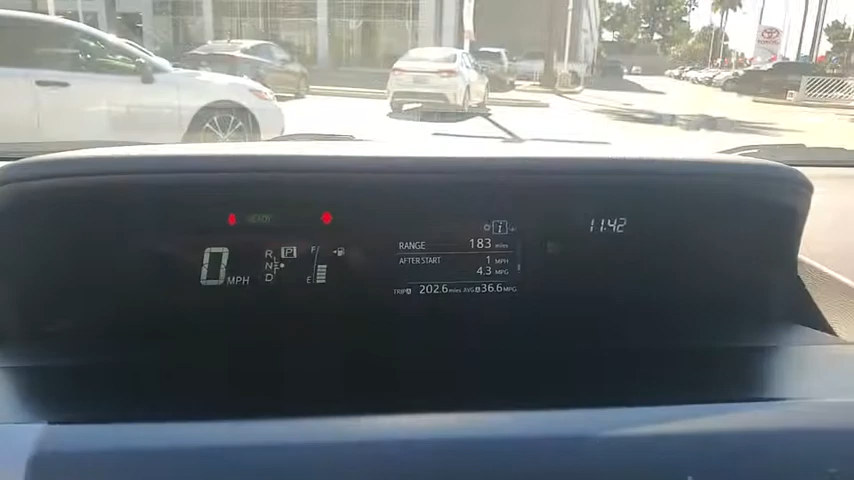 TOYOTA
READY
11:42
0 MPH
R
N
D
P
F
E
RANGE 183 miles
AFTER START 1 MPH
4.3 MPG
TRIP A 202.6 miles AVG A 36.6 MPG